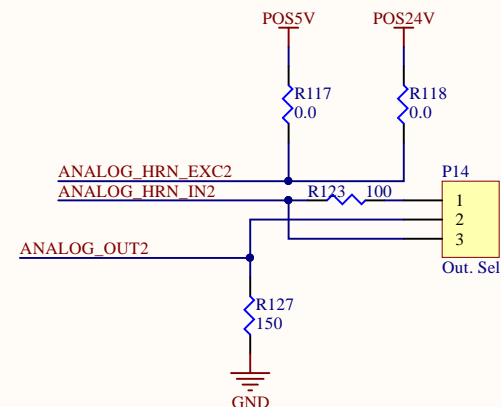 POS5V POS24V
R117 R118
0.0 0.0
ANALOG_HRN_EXC2 P14
ANALOG_HRN_IN2 R123 100 1
2
3
ANALOG_OUT2 Out. Sel
R127
150
GND